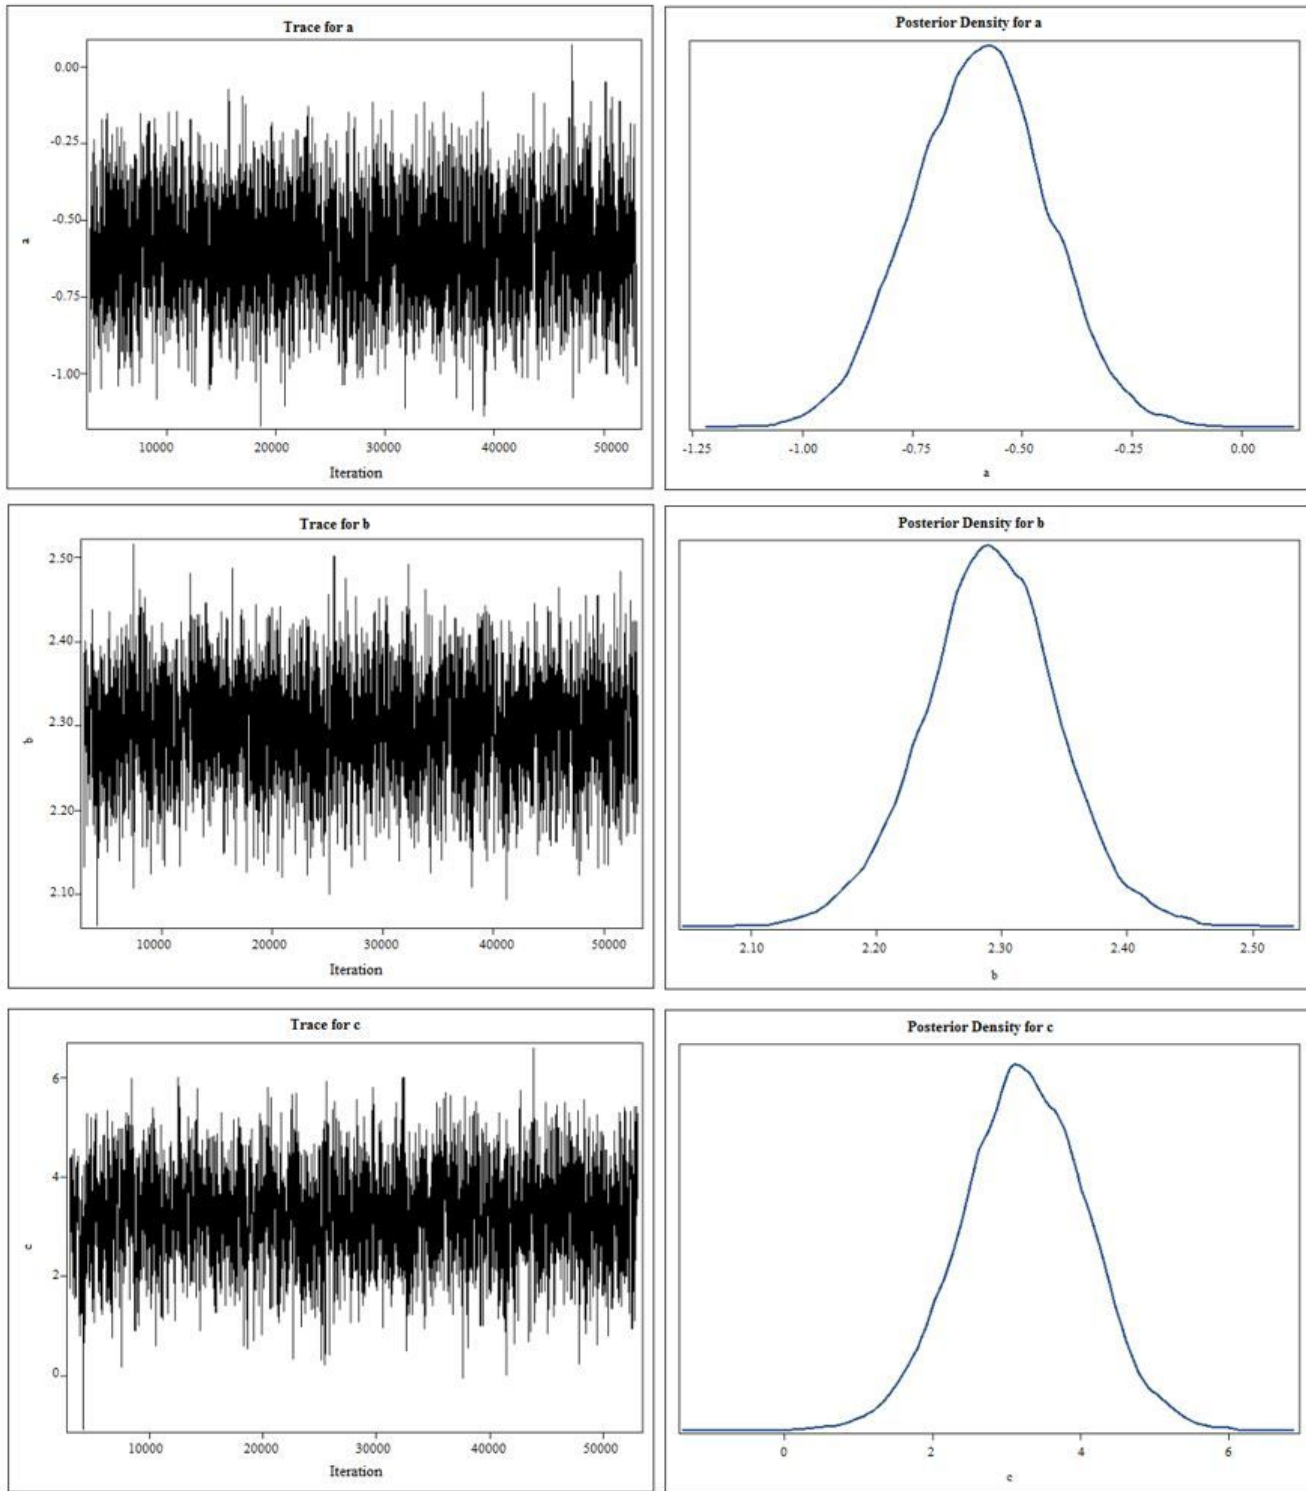 Trace for a
0.00
-0.25
-0.50
-0.75
-1.00
a
10000 20000 30000 40000 50000
Iteration
Posterior Density for a
-1.25 -1.00 -0.75 -0.50 -0.25 0.00
a
Trace for b
2.50
2.40
2.30
2.20
2.10
b
10000 20000 30000 40000 50000
Iteration
Posterior Density for b
2.10 2.20 2.30 2.40 2.50
b
Trace for c
6
4
2
0
c
10000 20000 30000 40000 50000
Iteration
Posterior Density for c
0 2 4 6
c